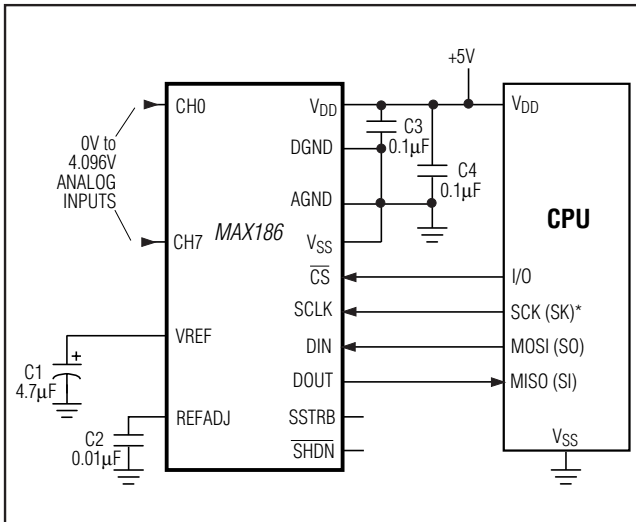 +5V
CH0
VDD
VDD
C3
0.1µF
0V to
4.096V
ANALOG
INPUTS
DGND
C4
0.1µF
AGND
CPU
MAX186
CH7
VSS
CS
I/O
SCLK
SCK (SK)*
VREF
DIN
MOSI (SO)
+
C1
4.7µF
DOUT
MISO (SI)
REFADJ
SSTRB
C2
0.01µF
SHDN
VSS